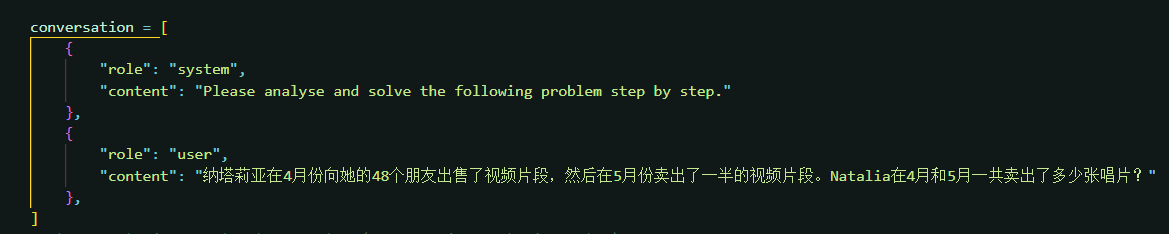 conversation = [
{
"role": "system",
"content": "Please analyse and solve the following problem step by step."
},
{
"role": "user",
"content": "纳塔莉亚在4月份向她的48个朋友出售了视频片段，然后在5月份卖出了一半的视频片段。Natalia在4月和5月一共卖出了多少张唱片？"
},
]